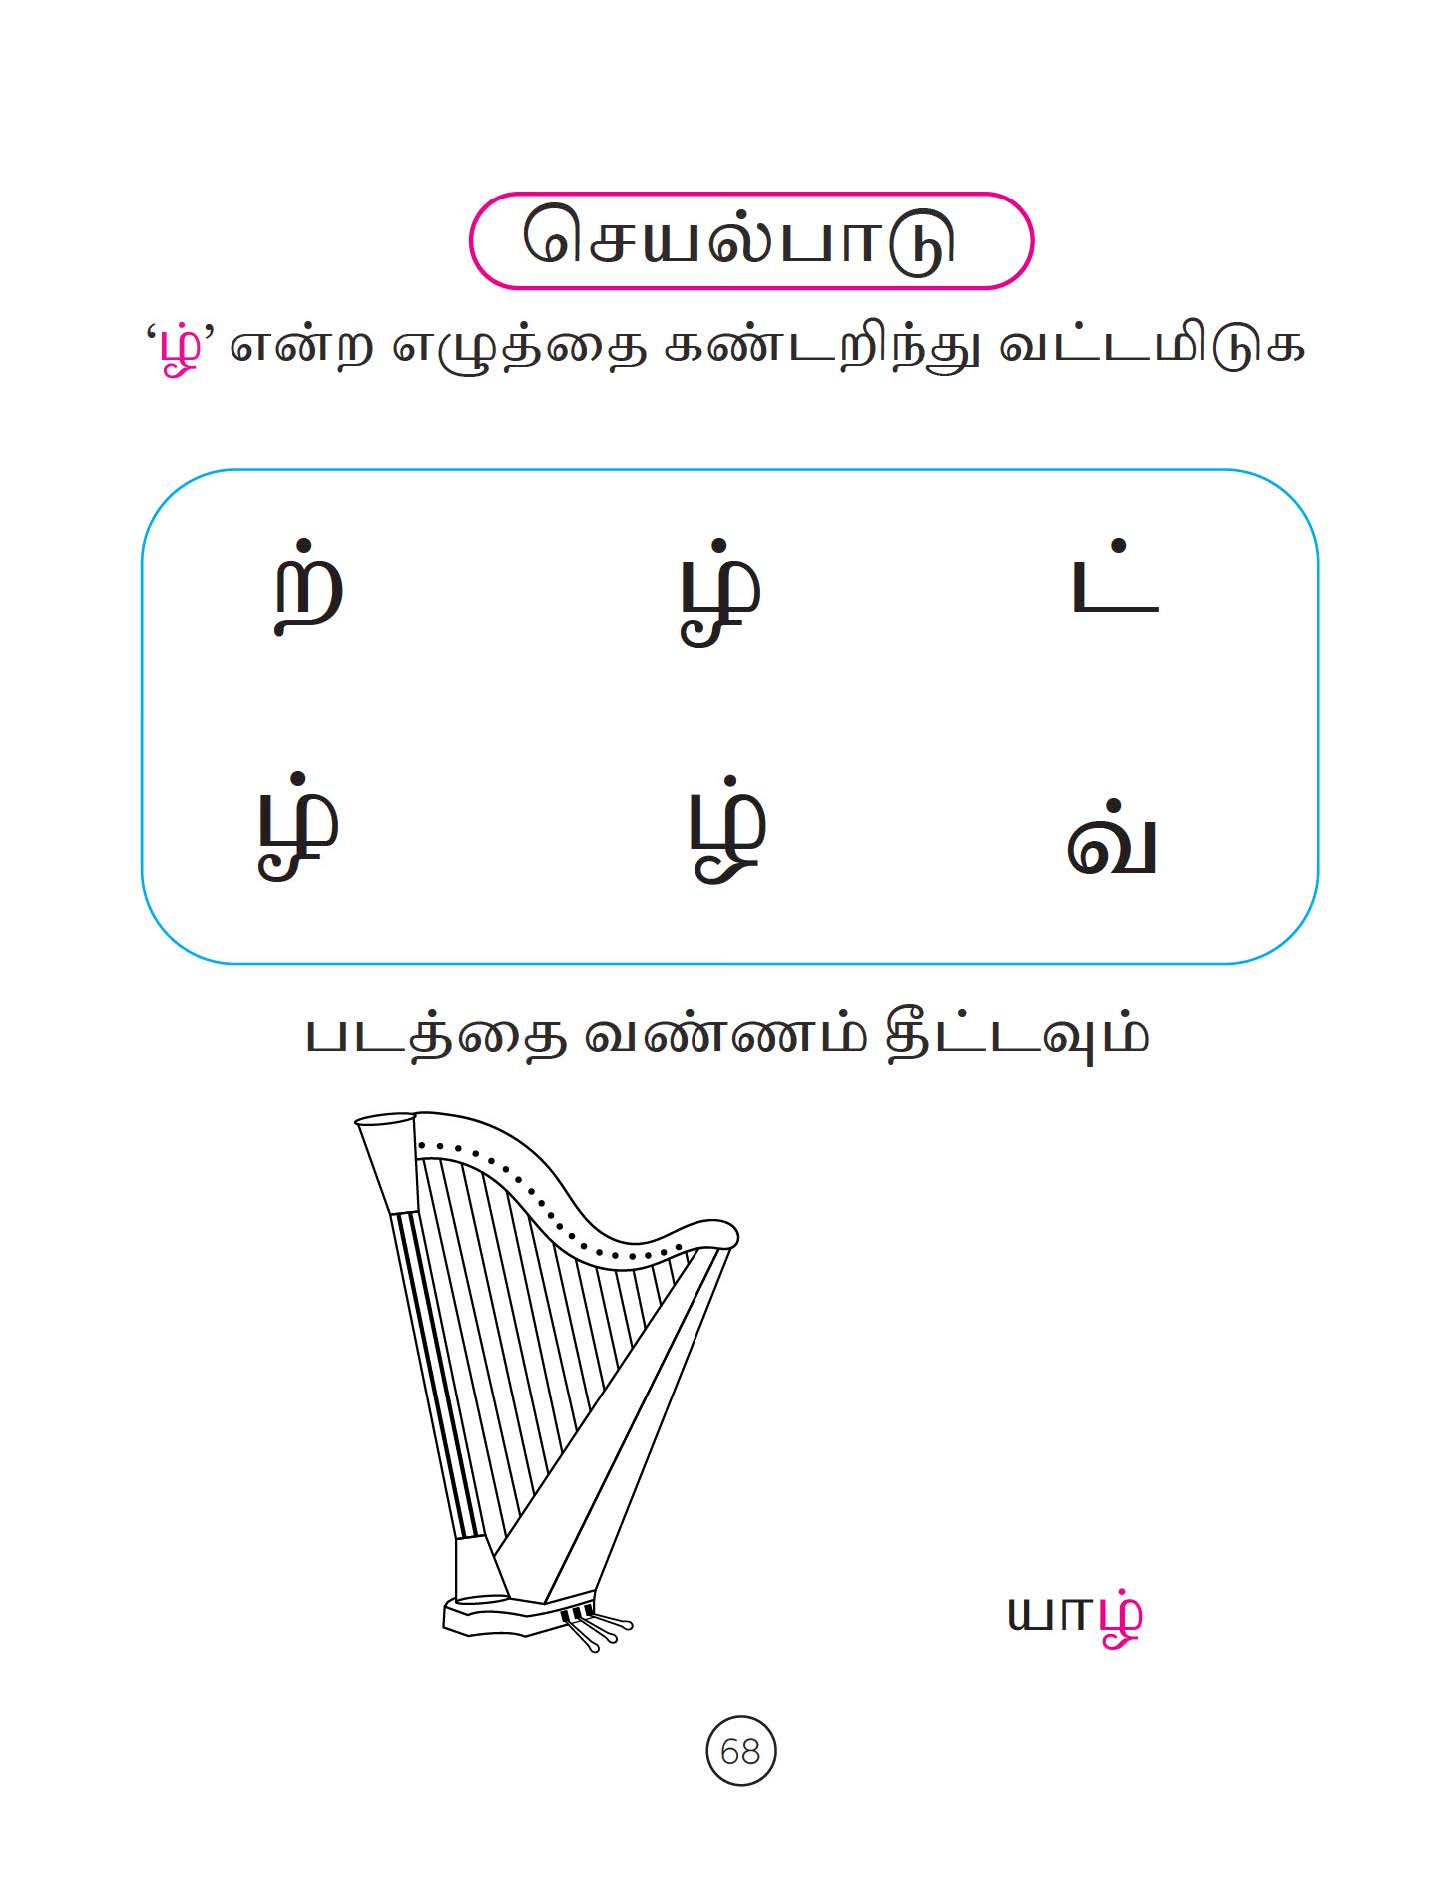 செயல்பாடு
‘ழ்’ என்ற எழுத்தை கண்டறிந்து வட்டமிடுக
ற் ழ் ட்
ழ் ழ் வ்
படத்தை வண்ணம் தீட்டவும்
யாழ்
68